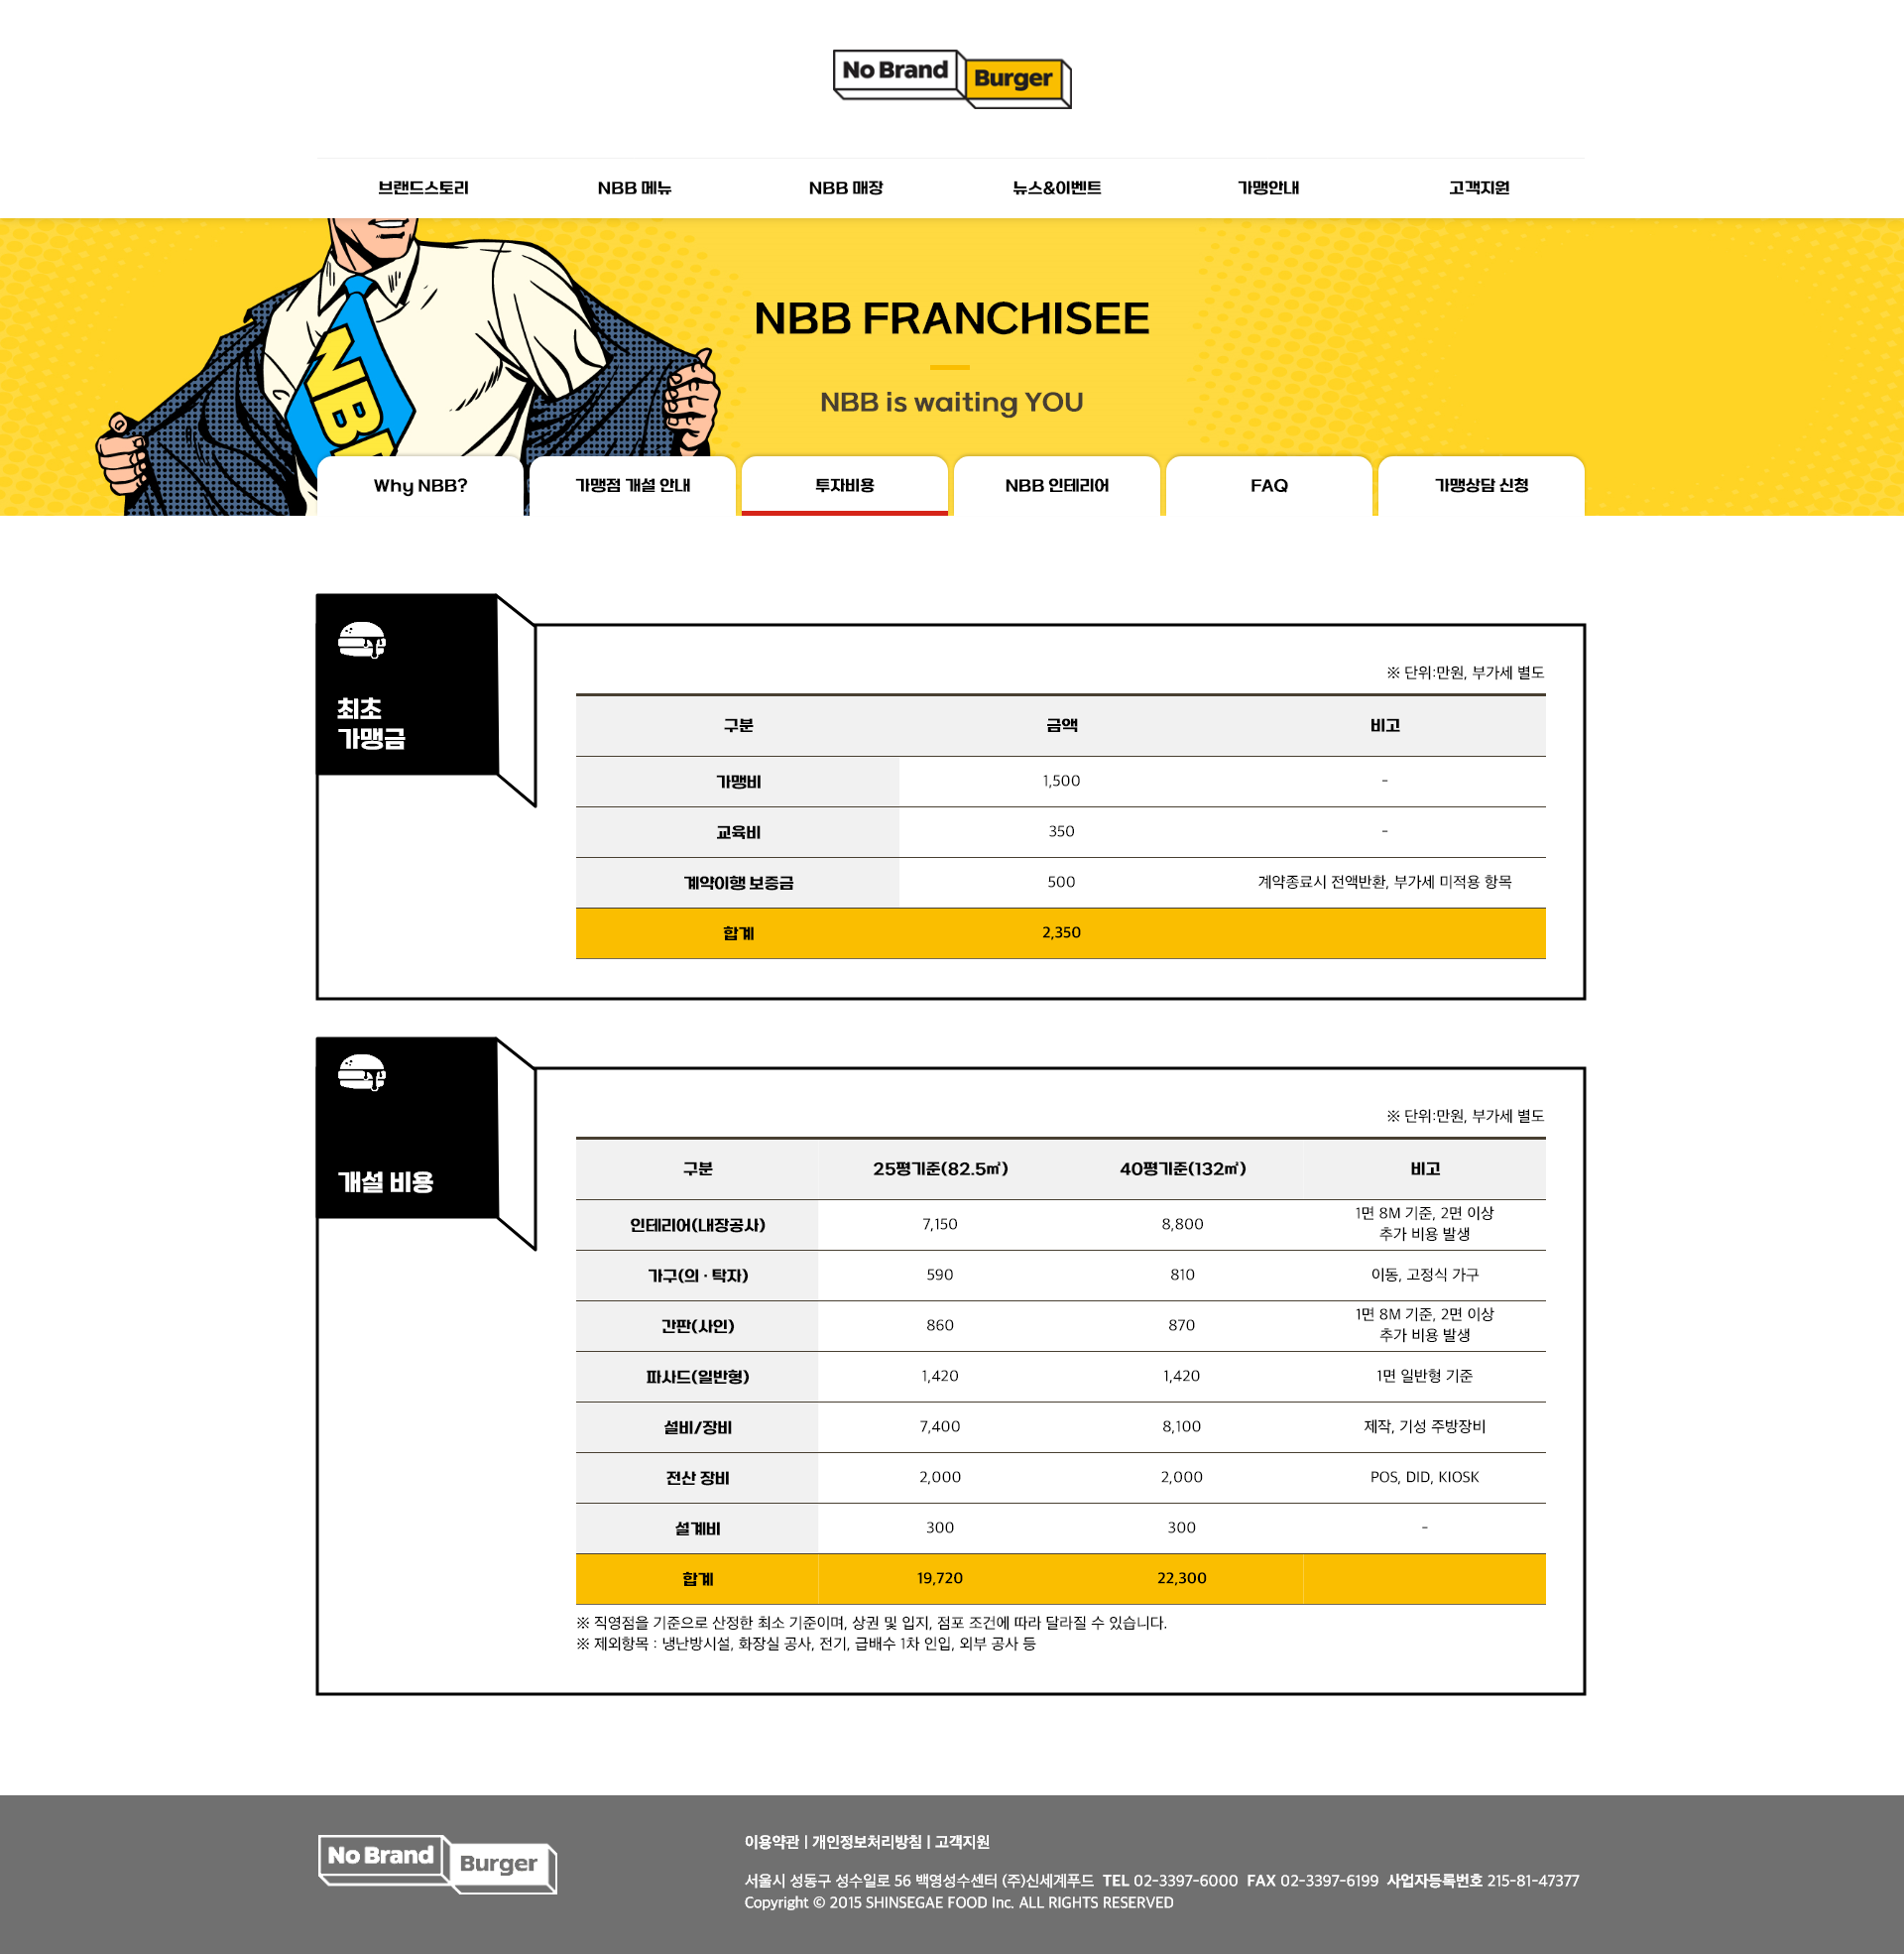 No Brand Burger
브랜드스토리 NBB 메뉴 NBB 매장 뉴스&이벤트 가맹안내 고객지원
NBB FRANCHISEE
NBB is waiting YOU
NBB
Why NBB? 가맹점 개설 안내 투자비용 NBB 인테리어 FAQ 가맹상담 신청
최초
가맹금
※ 단위:만원, 부가세 별도
구분 금액 비고
가맹비 1,500 -
교육비 350 -
계약이행 보증금 500 계약종료시 전액반환, 부가세 미적용 항목
합계 2,350
개설 비용
※ 단위:만원, 부가세 별도
구분 25평기준(82.5㎡) 40평기준(132㎡) 비고
인테리어(내장공사) 7,150 8,800 1면 8M 기준, 2면 이상
추가 비용 발생
가구(의 · 탁자) 590 810 이동, 고정식 가구
간판(사인) 860 870 1면 8M 기준, 2면 이상
추가 비용 발생
파사드(일반형) 1,420 1,420 1면 일반형 기준
설비/장비 7,400 8,100 제작, 기성 주방장비
전산 장비 2,000 2,000 POS, DID, KIOSK
설계비 300 300 -
합계 19,720 22,300
※ 직영점을 기준으로 산정한 최소 기준이며, 상권 및 입지, 점포 조건에 따라 달라질 수 있습니다.
※ 제외항목 : 냉난방시설, 화장실 공사, 전기, 급배수 1차 인입, 외부 공사 등
No Brand Burger
이용약관 | 개인정보처리방침 | 고객지원
서울시 성동구 성수일로 56 백영성수센터 (주)신세계푸드 TEL 02-3397-6000 FAX 02-3397-6199 사업자등록번호 215-81-47377
Copyright © 2015 SHINSEGAE FOOD Inc. ALL RIGHTS RESERVED